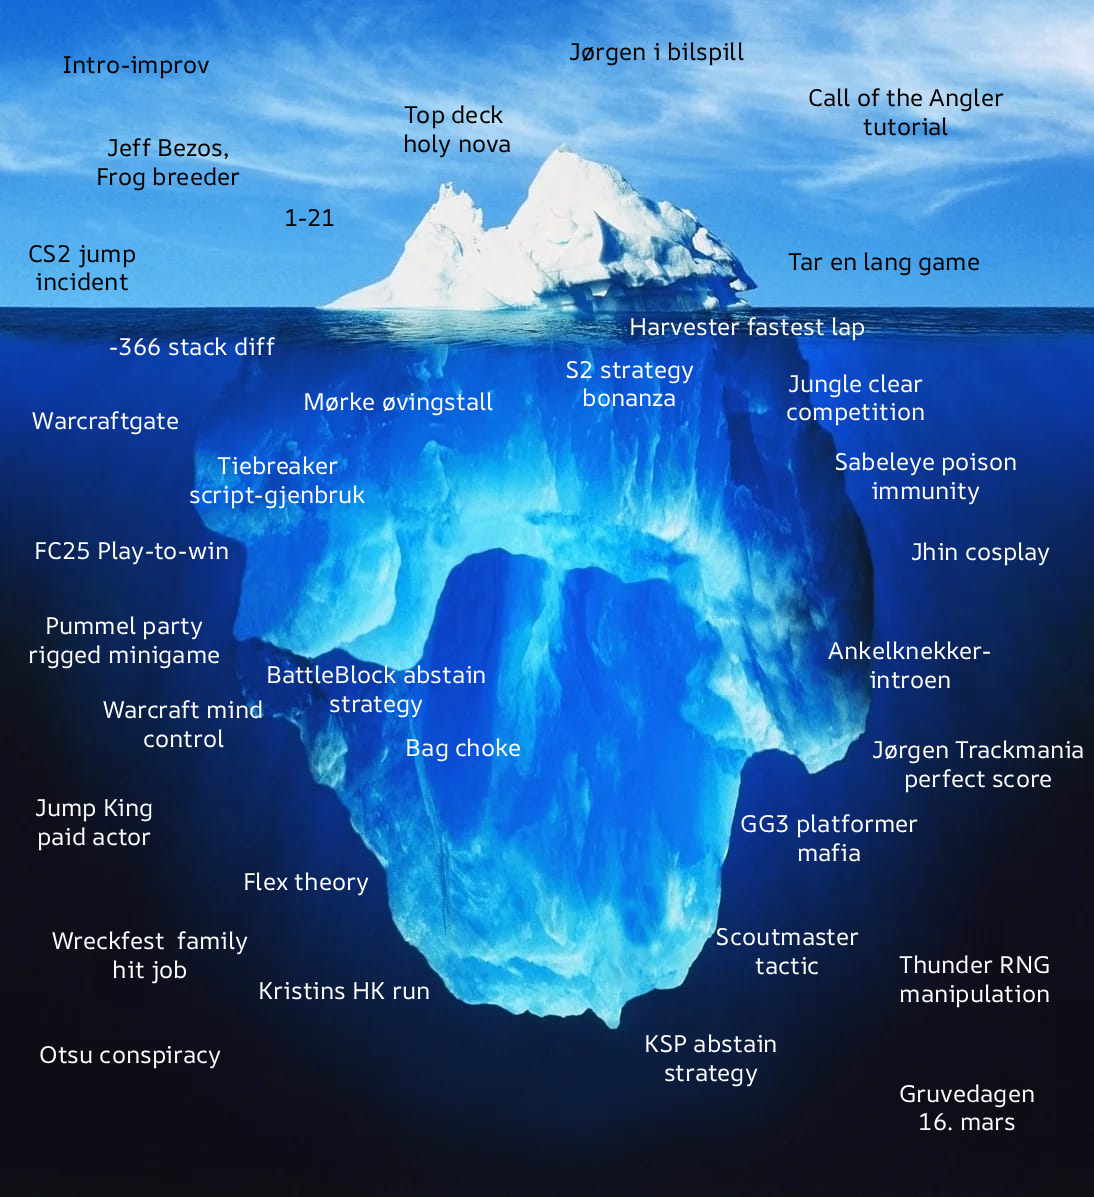 Intro-improv
Jørgen i bilspill
Call of the Angler
tutorial
Top deck
holy nova
Jeff Bezos,
Frog breeder
1-21
CS2 jump
incident
Tar en lang game
Harvester fastest lap
-366 stack diff
S2 strategy
bonanza
Jungle clear
competition
Mørke øvingstall
Warcraftgate
Tiebreaker
script-gjenbruk
Sabeleye poison
immunity
FC25 Play-to-win
Jhin cosplay
Pummel party
rigged minigame
Ankelknekker-
introen
BattleBlock abstain
strategy
Warcraft mind
control
Bag choke
Jørgen Trackmania
perfect score
Jump King
paid actor
GG3 platformer
mafia
Flex theory
Wreckfest  family
hit job
Scoutmaster
tactic
Thunder RNG
manipulation
Kristins HK run
Otsu conspiracy
KSP abstain
strategy
Gruvedagen
16. mars